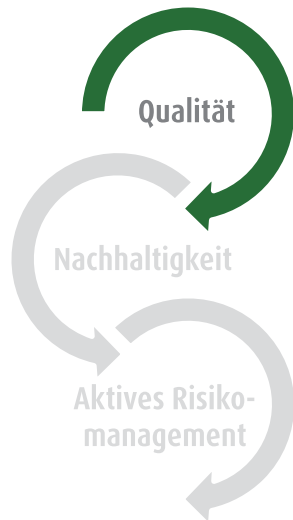 Qualität
Nachhaltigkeit
Aktives Risiko-
management